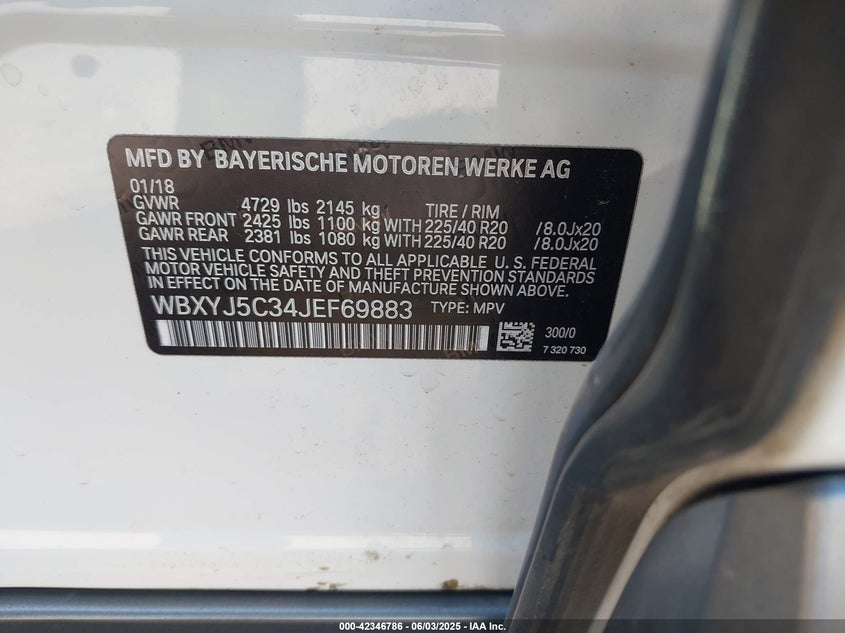 MFD BY BAYERISCHE MOTOREN WERKE AG
01/18
GVWR 4729 lbs 2145 kg TIRE / RIM
GAWR FRONT 2425 lbs 1100 kg WITH 225/40 R20 /8.0Jx20
GAWR REAR 2381 lbs 1080 kg WITH 225/40 R20 /8.0Jx20
THIS VEHICLE CONFORMS TO ALL APPLICABLE U. S. FEDERAL
MOTOR VEHICLE SAFETY AND THEFT PREVENTION STANDARDS
IN EFFECT ON THE DATE OF MANUFACTURE SHOWN ABOVE.
WBXYJ5C34JEF69883 TYPE: MPV
300/0
7 320 730
000-42346786 - 06/03/2025 - IAA Inc.